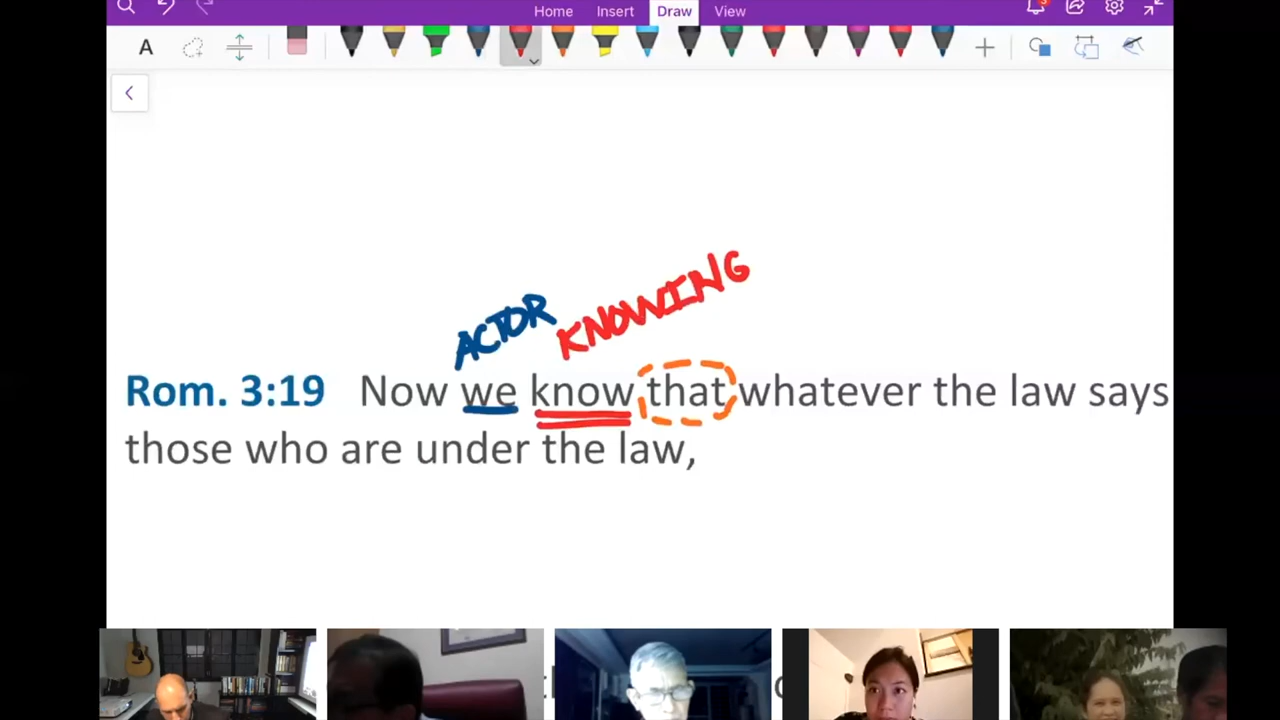 Home Insert Draw View
A
ACTOR KNOWING
Rom. 3:19 Now we know that whatever the law says
those who are under the law,